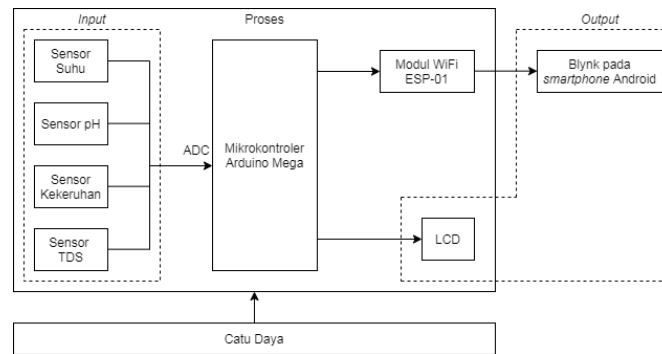 Input
Proses
Output
Sensor
Suhu
Sensor pH
Sensor
Kekeruhan
Sensor
TDS
ADC
Mikrokontroler
Arduino Mega
Modul WiFi
ESP-01
LCD
Blynk pada
smartphone Android
Catu Daya